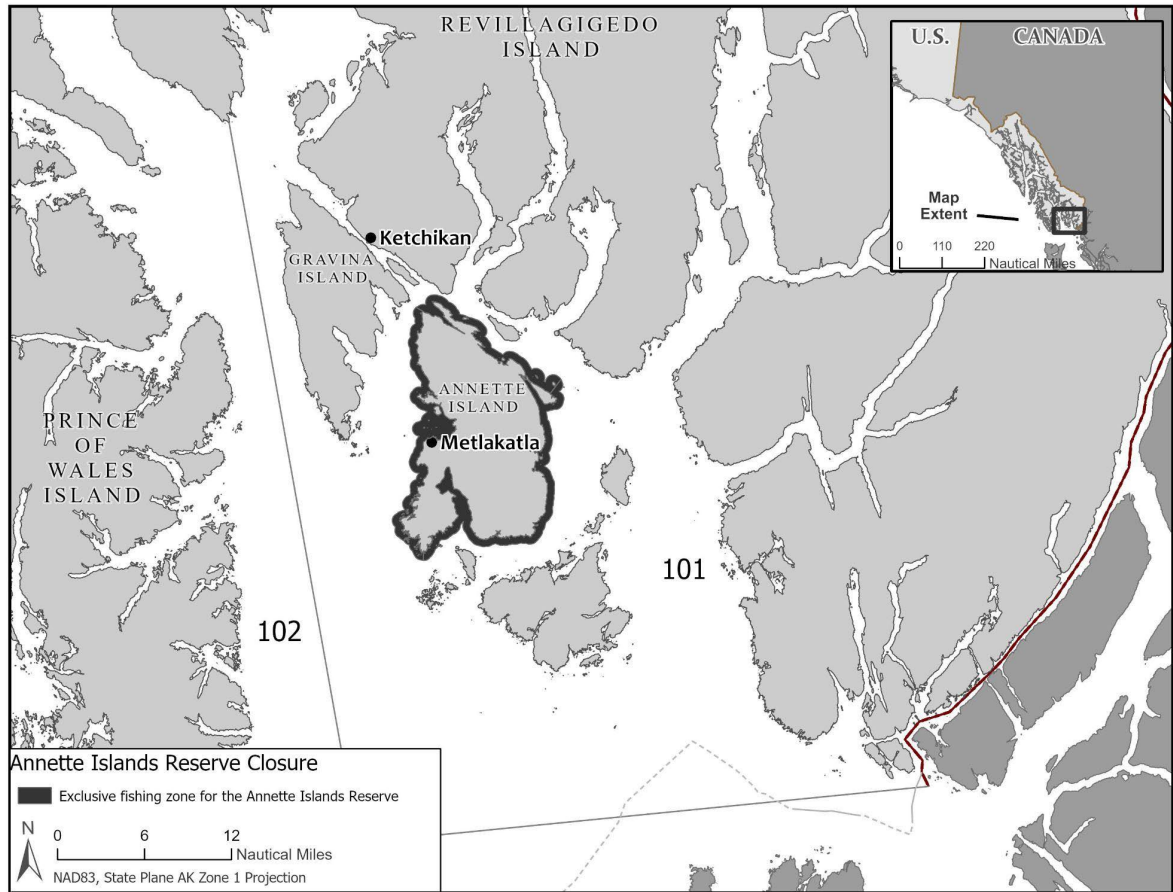 REVILLAGIGEDO
ISLAND
U.S.
CANADA
Map
Extent
0 110 220
Nautical Miles
Ketchikan
GRAVINA
ISLAND
ANNETTE
ISLAND
Metlakatla
PRINCE
OF
WALES
ISLAND
101
102
Annette Islands Reserve Closure
Exclusive fishing zone for the Annette Islands Reserve
N
0 6 12
Nautical Miles
NAD83, State Plane AK Zone 1 Projection